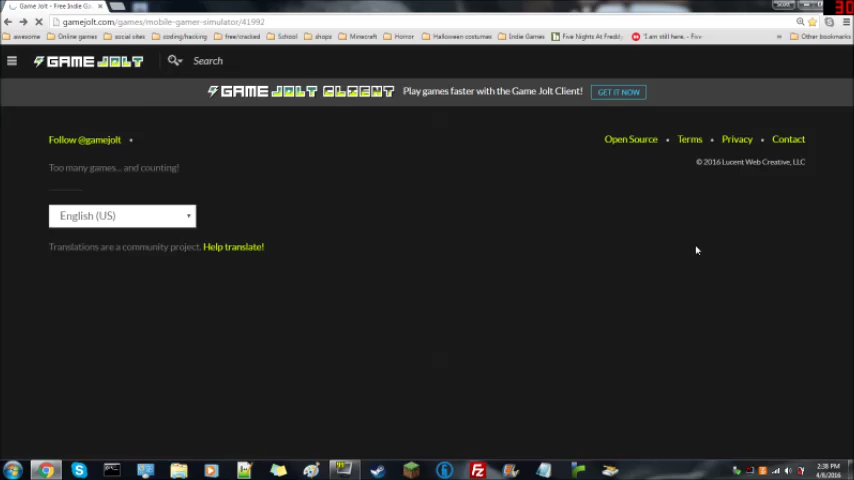 Game Jolt - Free Indie Ga
30
gamejolt.com/games/mobile-gamer-simulator/41992
awesome Online games social sites coding/hacking free/cracked School shops Minecraft Horror Halloween costumes Indie Games Five Nights At Freddy "I am still here. - Five » Other bookmarks
GAME JOLT Search
GAME JOLT CLIENT Play games faster with the Game Jolt Client! GET IT NOW
Follow @gamejolt • Open Source • Terms • Privacy • Contact
Too many games... and counting! © 2016 Lucent Web Creative, LLC
English (US)
Translations are a community project. Help translate!
2:38 PM
4/8/2016